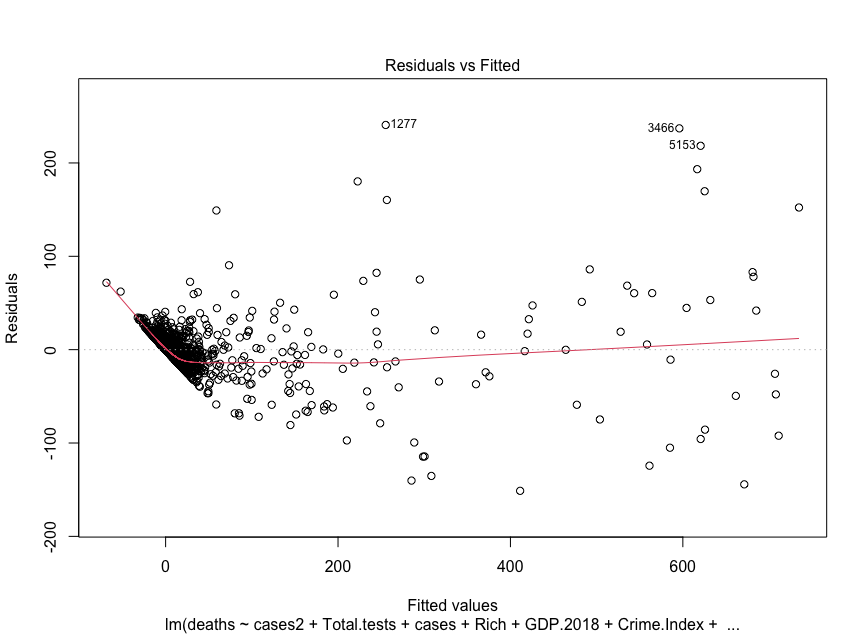 Residuals vs Fitted
1277
3466
5153
Residuals
-200 -100 0 100 200
0 200 400 600
Fitted values
lm(deaths ~ cases2 + Total.tests + cases + Rich + GDP.2018 + Crime.Index + ...